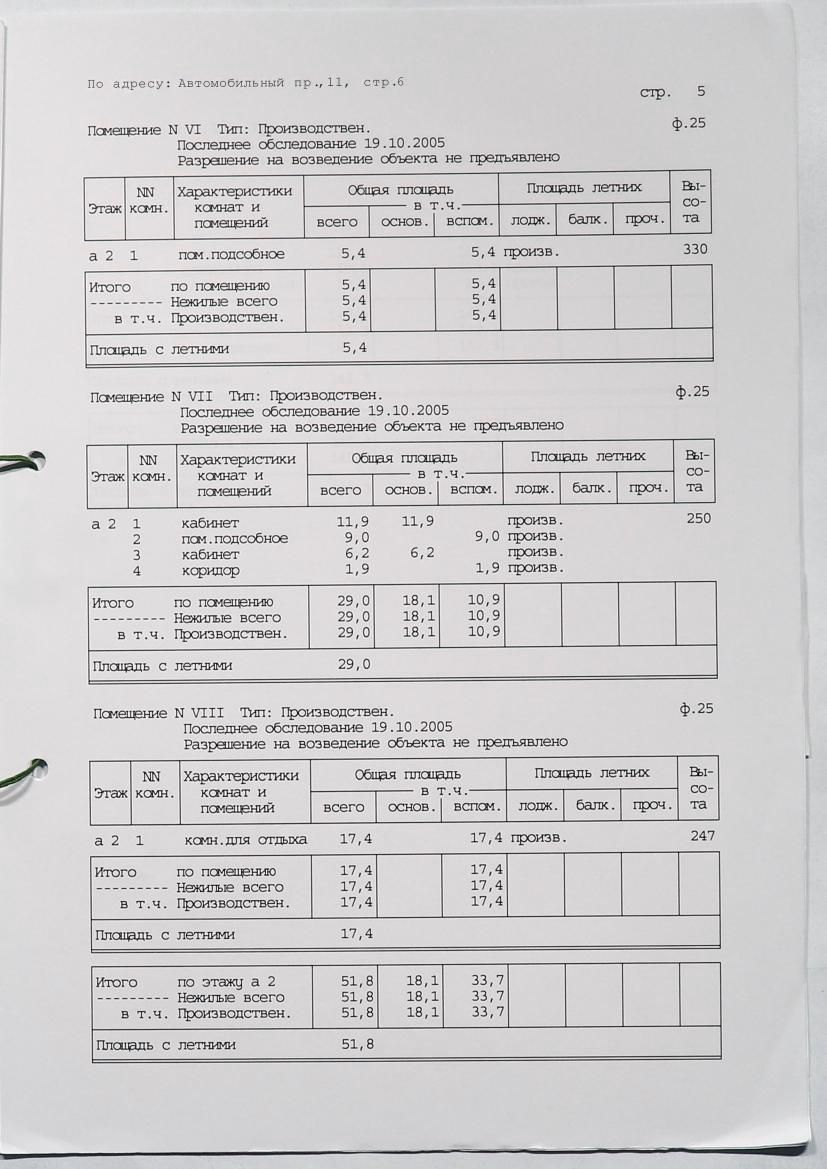 По адресу: Автомобильный пр.,11, стр.6
стр. 5
Помещение N VI Тип: Производствен. ф.25
Последнее обследование 19.10.2005
Разрешение на возведение объекта не предъявлено
Этаж NN комн. Характеристики комнат и помещений Общая площадь всего в т.ч. основ. вспом. Площадь летних лодж. балк. проч. Вы-со-та
а 2 1 пом.подсобное 5,4 5,4 произв. 330
Итого по помещению 5,4 5,4
--------- Нежилые всего 5,4 5,4
в т.ч. Производствен. 5,4 5,4
Площадь с летними 5,4
Помещение N VII Тип: Производствен. ф.25
Последнее обследование 19.10.2005
Разрешение на возведение объекта не предъявлено
Этаж NN комн. Характеристики комнат и помещений Общая площадь всего в т.ч. основ. вспом. Площадь летних лодж. балк. проч. Вы-со-та
а 2 1 кабинет 11,9 11,9 произв. 250
2 пом.подсобное 9,0 9,0 произв.
3 кабинет 6,2 6,2 произв.
4 коридор 1,9 1,9 произв.
Итого по помещению 29,0 18,1 10,9
--------- Нежилые всего 29,0 18,1 10,9
в т.ч. Производствен. 29,0 18,1 10,9
Площадь с летними 29,0
Помещение N VIII Тип: Производствен. ф.25
Последнее обследование 19.10.2005
Разрешение на возведение объекта не предъявлено
Этаж NN комн. Характеристики комнат и помещений Общая площадь всего в т.ч. основ. вспом. Площадь летних лодж. балк. проч. Вы-со-та
а 2 1 комн.для отдыха 17,4 17,4 произв. 247
Итого по помещению 17,4 17,4
--------- Нежилые всего 17,4 17,4
в т.ч. Производствен. 17,4 17,4
Площадь с летними 17,4
Итого по этажу а 2 51,8 18,1 33,7
--------- Нежилые всего 51,8 18,1 33,7
в т.ч. Производствен. 51,8 18,1 33,7
Площадь с летними 51,8